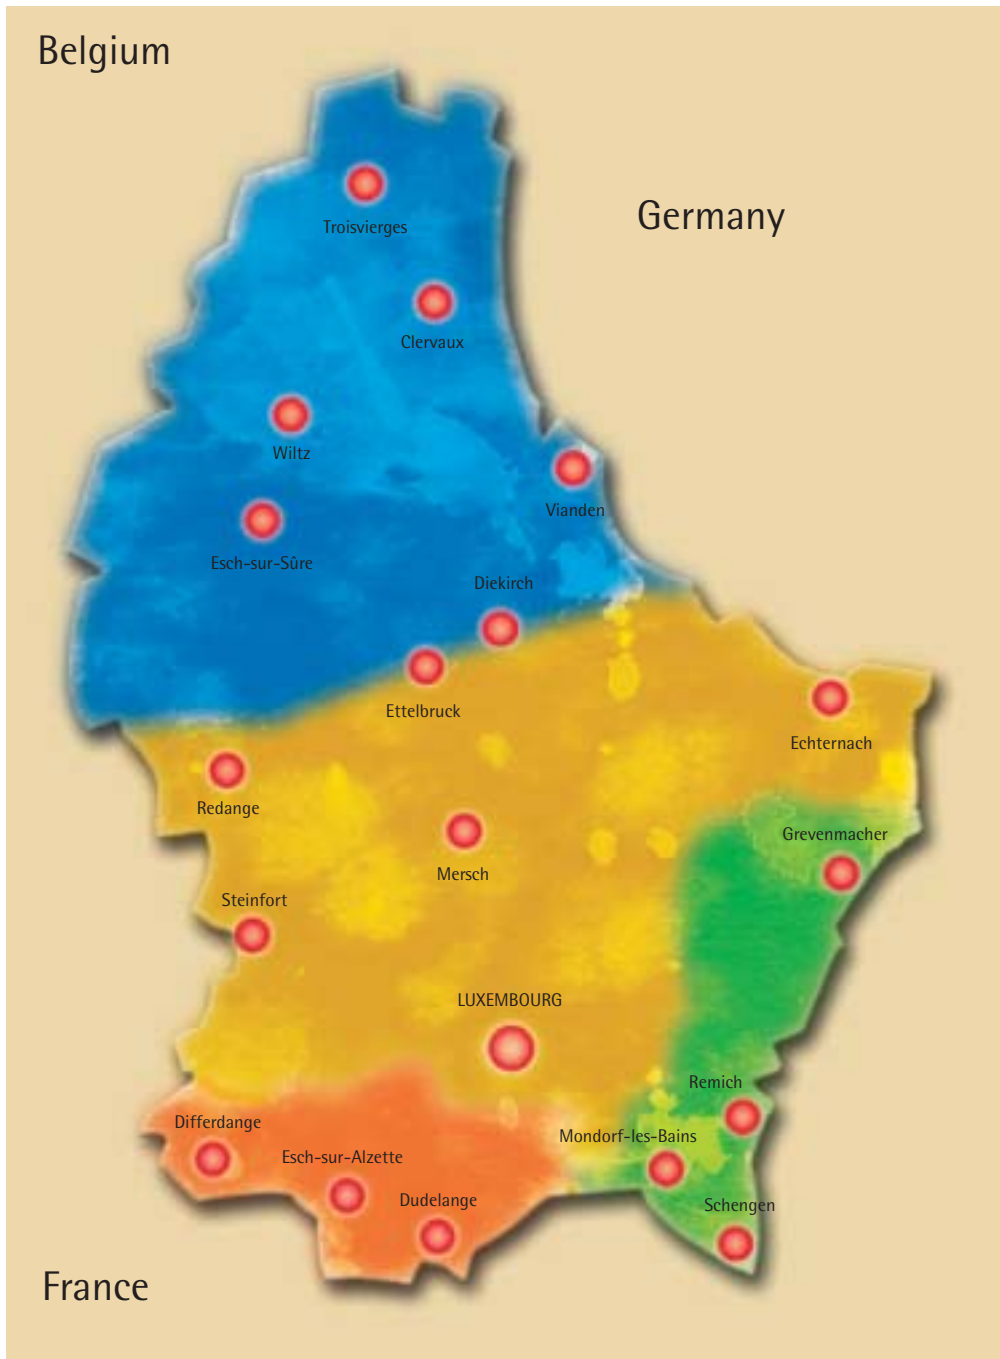 Belgium
Germany
Troisvierges
Clervaux
Wiltz
Vianden
Esch-sur-Sûre
Diekirch
Ettelbruck
Echternach
Redange
Grevenmacher
Mersch
Steinfort
LUXEMBOURG
Remich
Differdange
Mondorf-les-Bains
Esch-sur-Alzette
Dudelange
Schengen
France